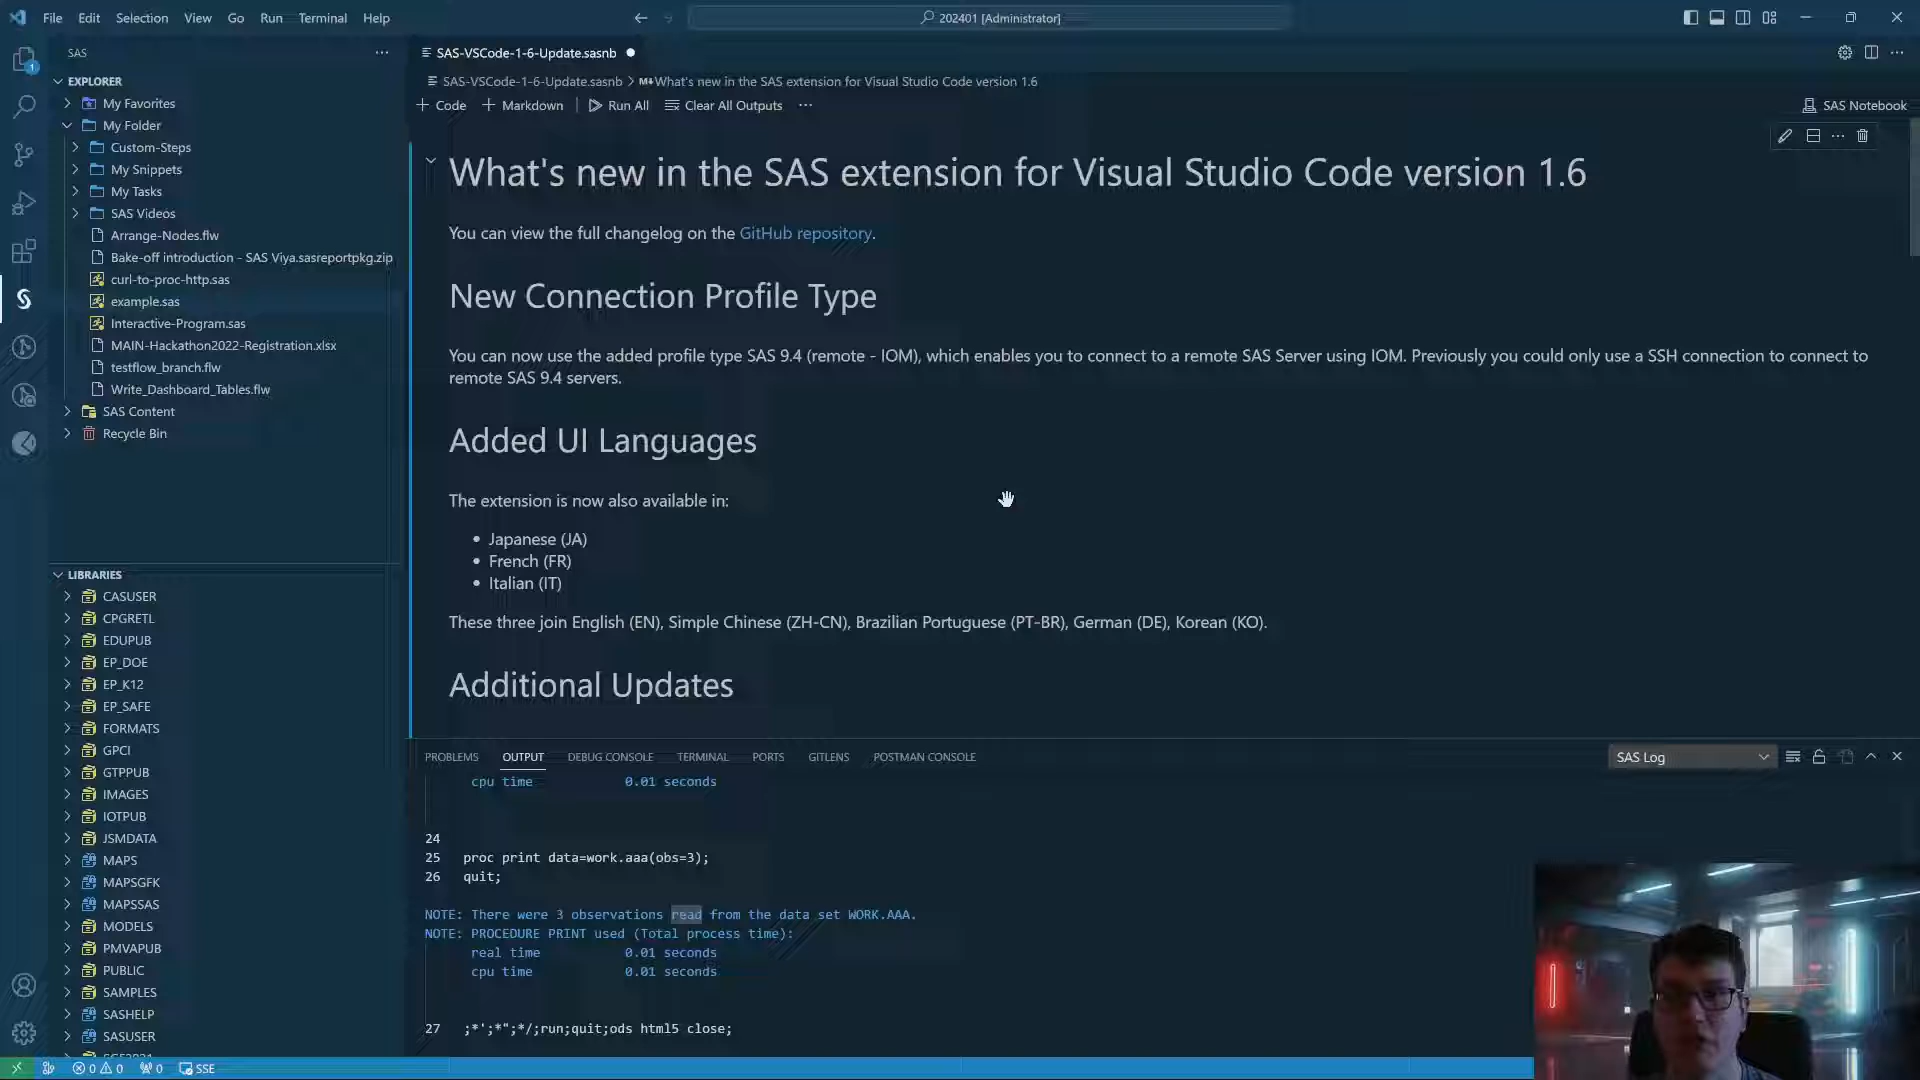 File Edit Selection View Go Run Terminal Help
202401 [Administrator]
SAS
SAS-VSCode-1-6-Update.sasnb
EXPLORER
SAS-VSCode-1-6-Update.sasnb > M↓What's new in the SAS extension for Visual Studio Code version 1.6
My Favorites
+ Code + Markdown Run All Clear All Outputs ...
SAS Notebook
My Folder
Custom-Steps
My Snippets
My Tasks
SAS Videos
Arrange-Nodes.flw
Bake-off introduction - SAS Viya.sasreportpkg.zip
curl-to-proc-http.sas
example.sas
Interactive-Program.sas
MAIN-Hackathon2022-Registration.xlsx
testflow_branch.flw
Write_Dashboard_Tables.flw
SAS Content
Recycle Bin
LIBRARIES
CASUSER
CPGRETL
EDUPUB
EP_DOE
EP_K12
EP_SAFE
FORMATS
GPCI
GTPPUB
IMAGES
IOTPUB
JSMDATA
MAPS
MAPSGFK
MAPSSAS
MODELS
PMVAPUB
PUBLIC
SAMPLES
SASHELP
SASUSER
What's new in the SAS extension for Visual Studio Code version 1.6
You can view the full changelog on the GitHub repository.
New Connection Profile Type
You can now use the added profile type SAS 9.4 (remote - IOM), which enables you to connect to a remote SAS Server using IOM. Previously you could only use a SSH connection to connect to
remote SAS 9.4 servers.
Added UI Languages
The extension is now also available in:
• Japanese (JA)
• French (FR)
• Italian (IT)
These three join English (EN), Simple Chinese (ZH-CN), Brazilian Portuguese (PT-BR), German (DE), Korean (KO).
Additional Updates
PROBLEMS OUTPUT DEBUG CONSOLE TERMINAL PORTS GITLENS POSTMAN CONSOLE
SAS Log
cpu time 0.01 seconds
24
25 proc print data=work.aaa(obs=3);
26 quit;
NOTE: There were 3 observations read from the data set WORK.AAA.
NOTE: PROCEDURE PRINT used (Total process time):
real time 0.01 seconds
cpu time 0.01 seconds
27 ;*';*";*/;run;quit;ods html5 close;
0 0 0 SSE